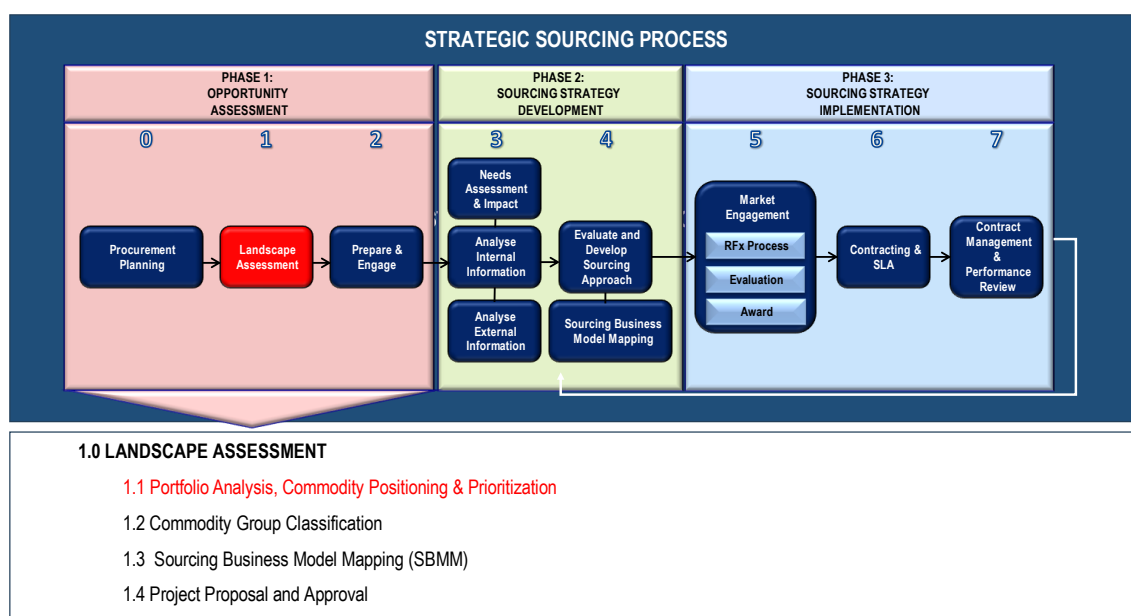 STRATEGIC SOURCING PROCESS
PHASE 1:
OPPORTUNITY
ASSESSMENT
PHASE 2:
SOURCING STRATEGY
DEVELOPMENT
PHASE 3:
SOURCING STRATEGY
IMPLEMENTATION
0
1
2
3
4
5
6
7
Procurement
Planning
Landscape
Assessment
Prepare &
Engage
Needs
Assessment
& Impact
Analyse
Internal
Information
Analyse
External
Information
Evaluate and
Develop
Sourcing
Approach
Sourcing Business
Model Mapping
Market
Engagement
RFx Process
Evaluation
Award
Contracting &
SLA
Contract
Management
&
Performance
Review
1.0 LANDSCAPE ASSESSMENT
1.1 Portfolio Analysis, Commodity Positioning & Prioritization
1.2 Commodity Group Classification
1.3 Sourcing Business Model Mapping (SBMM)
1.4 Project Proposal and Approval